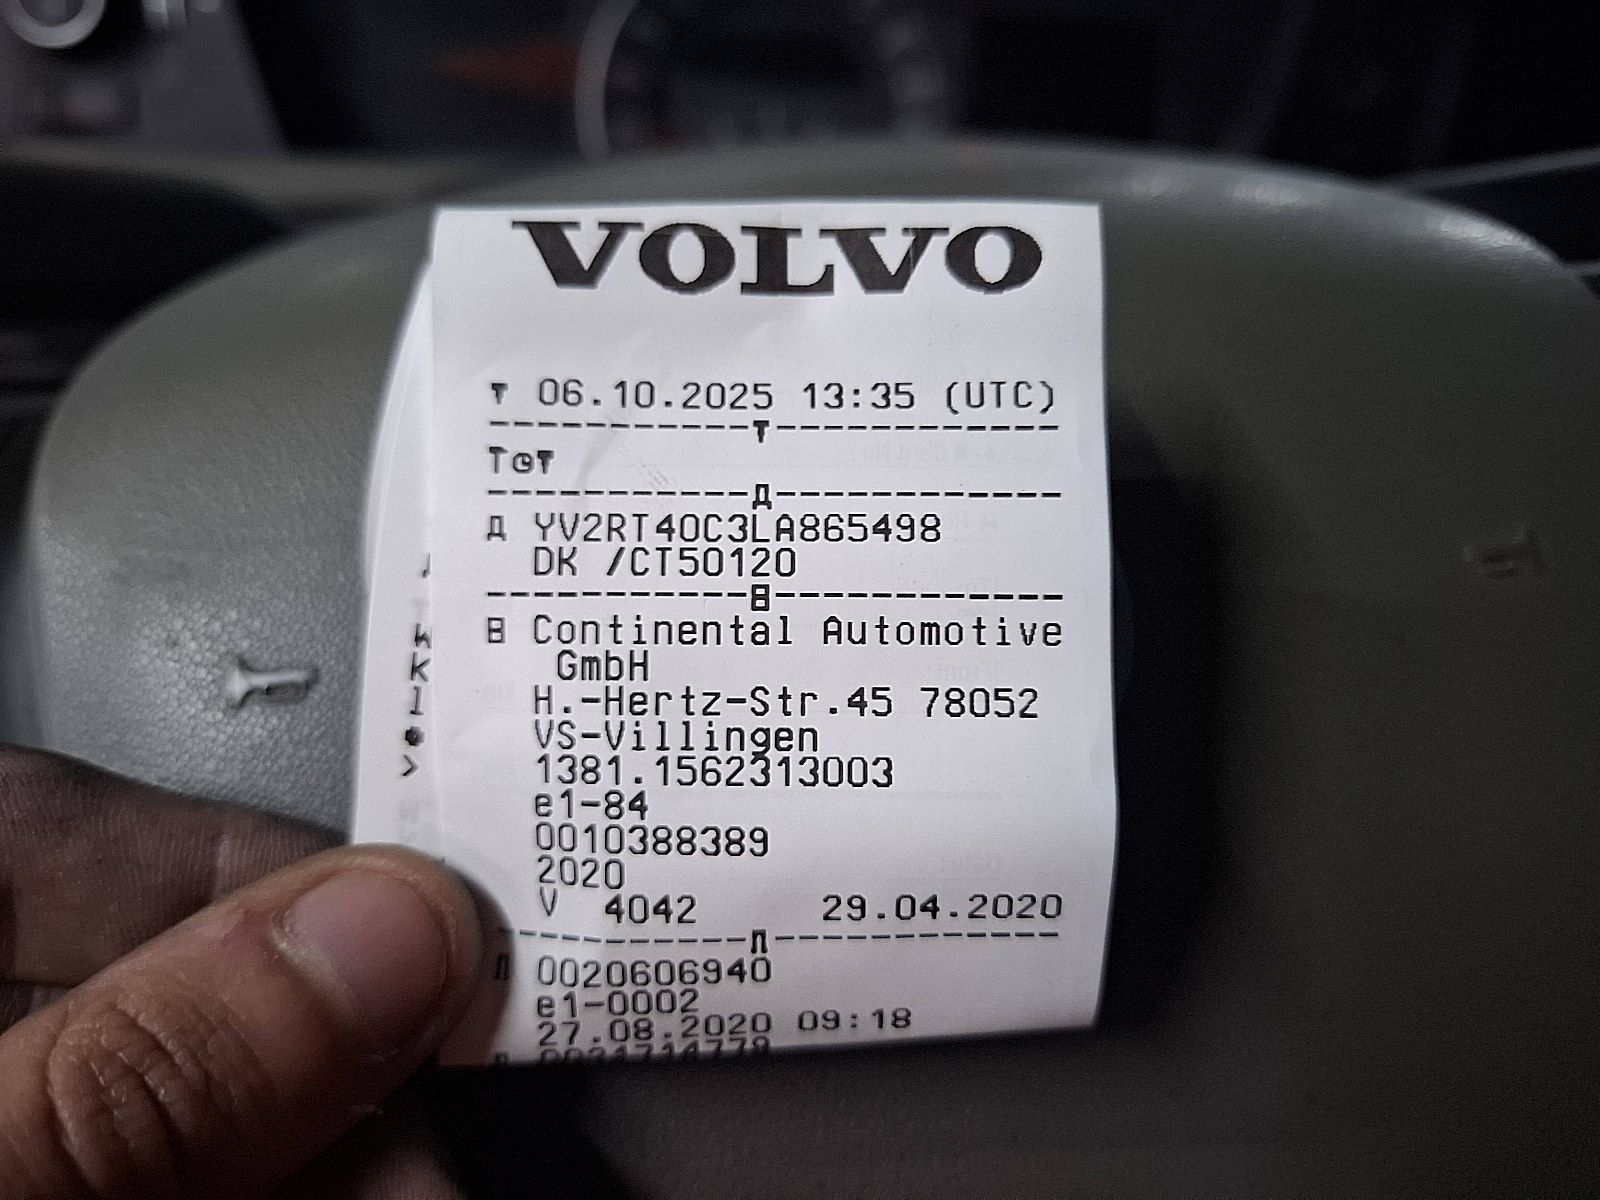 VOLVO
▼ 06.10.2025 13:35 (UTC)
-----------▼------------
T⊙▼
-----------Д------------
Д YV2RT40C3LA865498
DK /CT50120
-----------B------------
B Continental Automotive
GmbH
H.-Hertz-Str.45 78052
VS-Villingen
1381.1562313003
e1-84
0010388389
2020
V 4042 29.04.2020
-----------Л------------
Л 0020606940
e1-0002
27.08.2020 09:18